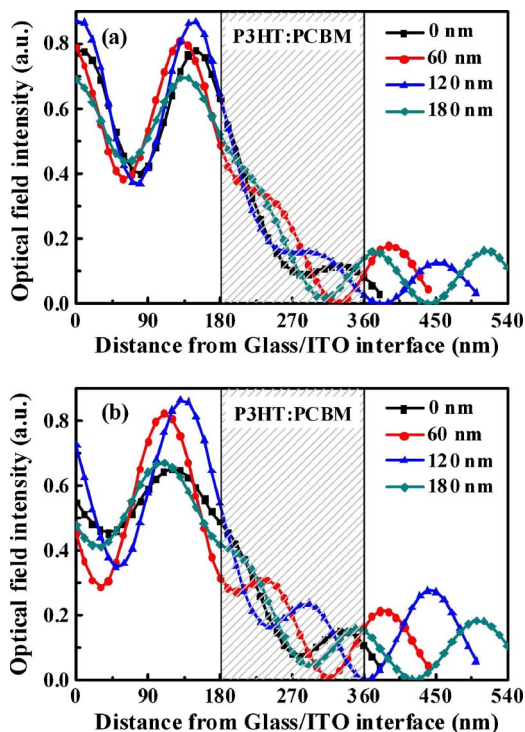 (a)
P3HT:PCBM
0 nm
60 nm
120 nm
180 nm
Optical field intensity (a.u.)
0.8
0.6
0.4
0.2
0.0
0 90 180 270 360 450 540
Distance from Glass/ITO interface (nm)
(b)
P3HT:PCBM
0 nm
60 nm
120 nm
180 nm
Optical field intensity (a.u.)
0.8
0.6
0.4
0.2
0.0
0 90 180 270 360 450 540
Distance from Glass/ITO interface (nm)